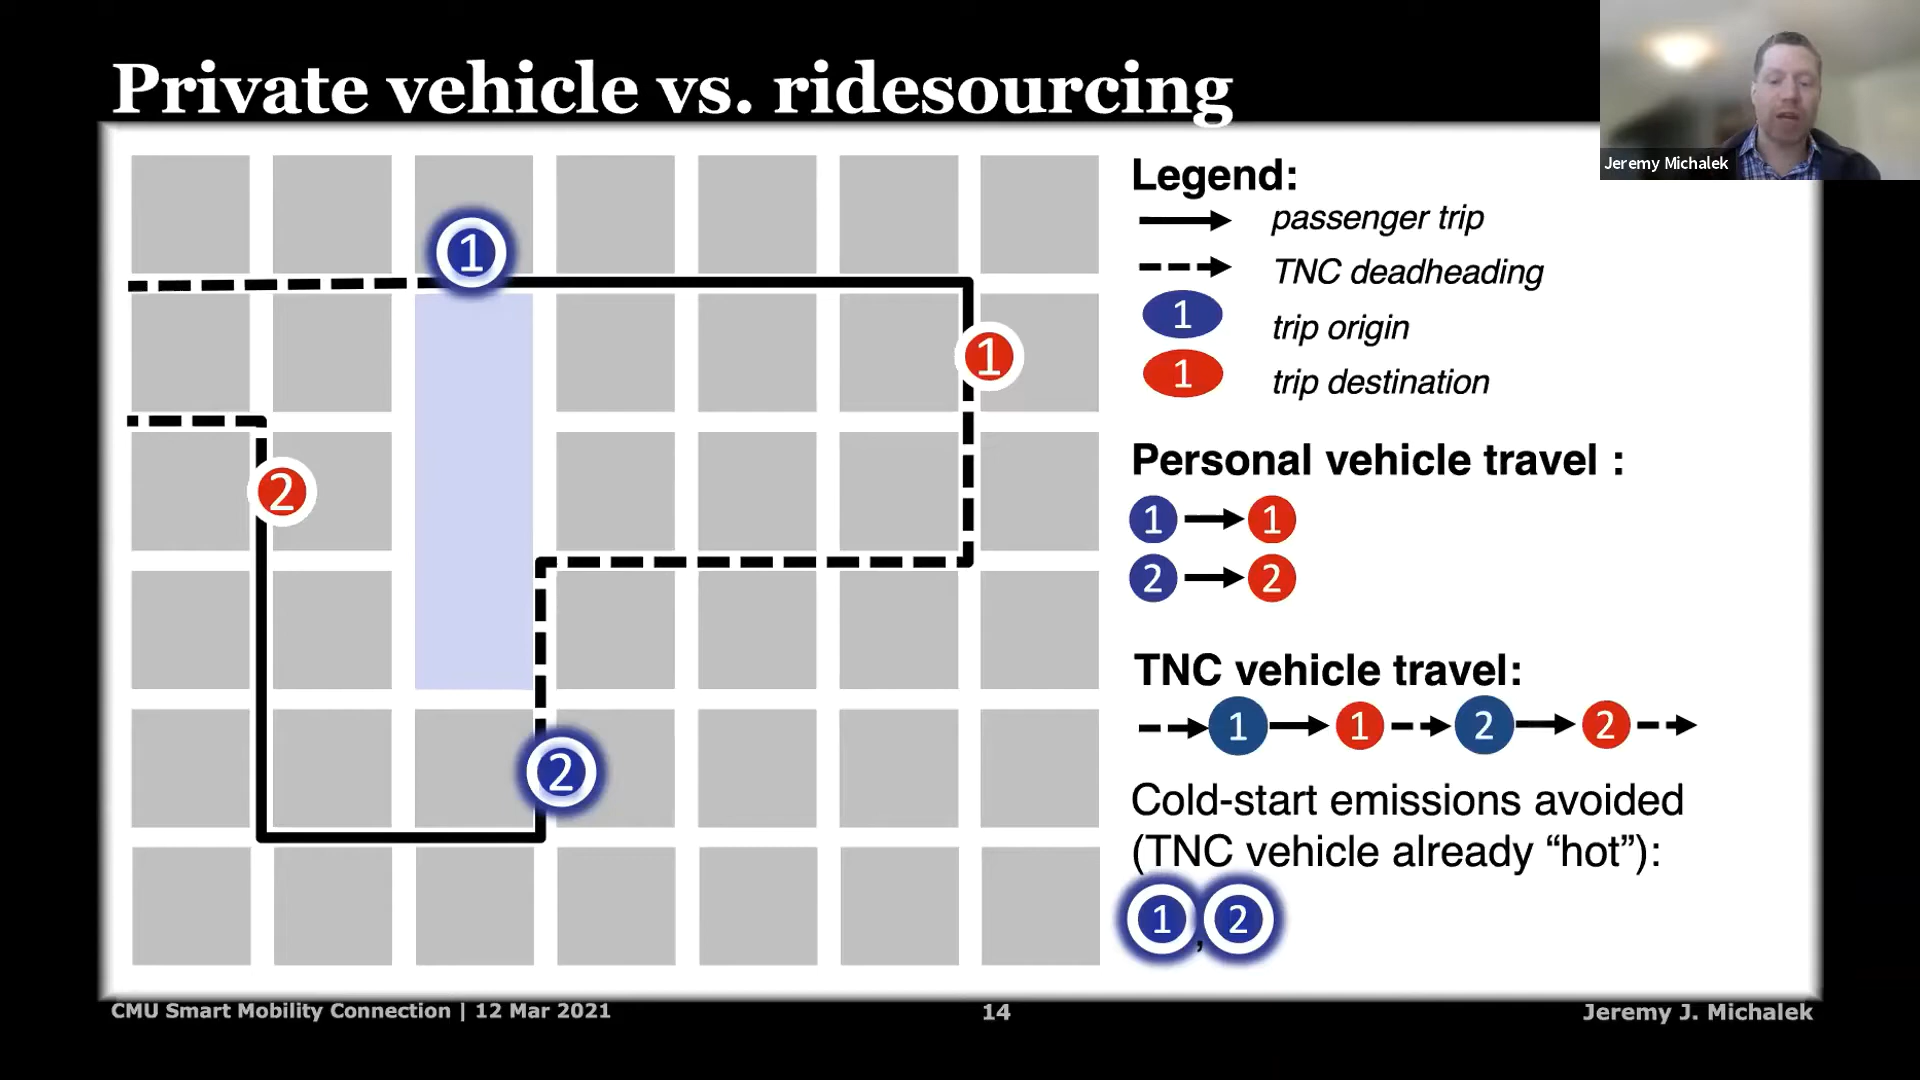 Private vehicle vs. ridesourcing
Jeremy Michalek
1
1
2
2
Legend:
passenger trip
TNC deadheading
1 trip origin
1 trip destination
Personal vehicle travel :
1 1
2 2
TNC vehicle travel:
1 1 2 2
Cold-start emissions avoided
(TNC vehicle already “hot”):
1 , 2
CMU Smart Mobility Connection | 12 Mar 2021
14
Jeremy J. Michalek